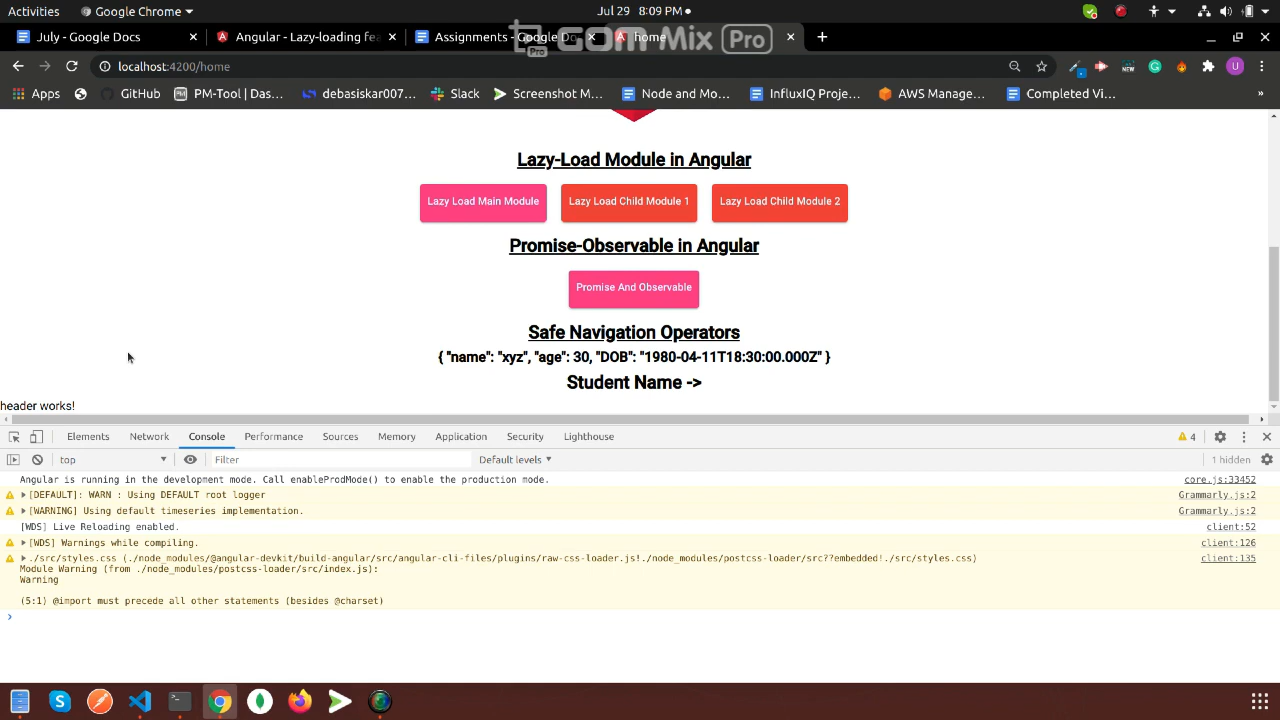 Activities
Google Chrome
Jul 29 8:09 PM
July - Google Docs
Angular - Lazy-loading fe
Assignments - Google Do
home
GOM Mix Pro
Pro
localhost:4200/home
U
Apps
GitHub
PM-Tool | Das...
debasiskar007...
Slack
Screenshot M...
Node and Mo...
InfluxIQ Proje...
AWS Manage...
Completed Vi...
»
Lazy-Load Module in Angular
Lazy Load Main Module
Lazy Load Child Module 1
Lazy Load Child Module 2
Promise-Observable in Angular
Promise And Observable
Safe Navigation Operators
{ "name": "xyz", "age": 30, "DOB": "1980-04-11T18:30:00.000Z" }
Student Name ->
header works!
Elements
Network
Console
Performance
Sources
Memory
Application
Security
Lighthouse
4
top
Filter
Default levels
1 hidden
Angular is running in the development mode. Call enableProdMode() to enable the production mode. core.js:33452
[DEFAULT]: WARN : Using DEFAULT root logger Grammarly.js:2
[WARNING] Using default timeseries implementation. Grammarly.js:2
[WDS] Live Reloading enabled. client:52
[WDS] Warnings while compiling. client:126
./src/styles.css (./node_modules/@angular-devkit/build-angular/src/angular-cli-files/plugins/raw-css-loader.js!./node_modules/postcss-loader/src??embedded!./src/styles.css) client:135
Module Warning (from ./node_modules/postcss-loader/src/index.js):
Warning
(5:1) @import must precede all other statements (besides @charset)